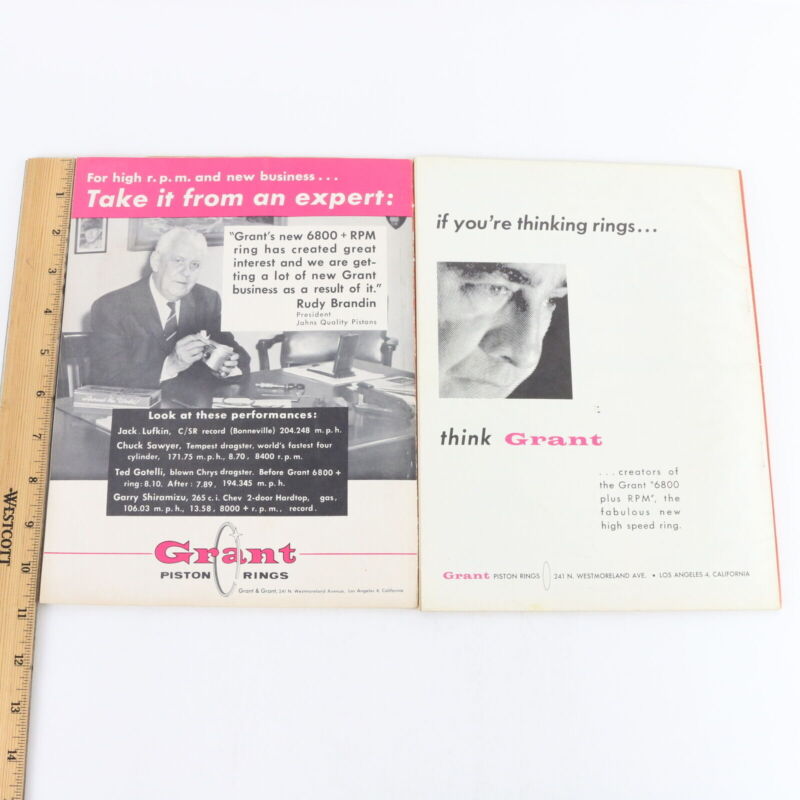 For high r.p.m. and new business...
Take it from an expert:
"Grant's new 6800 + RPM
ring has created great
interest and we are get-
ting a lot of new Grant
business as a result of it."
Rudy Brandin
President
Jahns Quality Pistons
Look at these performances:
Jack Lufkin, C/SR record (Bonneville) 204.248 m.p.h.
Chuck Sawyer, Tempest dragster, world's fastest four
cylinder, 171.75 m.p.h., 8.70, 8400 r.p.m.
Ted Gotelli, blown Chrys dragster. Before Grant 6800 +
ring: 8.10. After: 7.89, 194.345 m.p.h.
Garry Shiramizu, 265 c.i. Chev 2-door Hardtop, gas,
106.03 m.p.h., 13.58, 8000 + r.p.m., record.
Grant
PISTON RINGS
Grant & Grant, 241 N. Westmoreland Avenue, Los Angeles 4, California
if you're thinking rings...
think Grant
...creators of
the Grant "6800
plus RPM", the
fabulous new
high speed ring.
Grant PISTON RINGS 241 N. WESTMORELAND AVE. • LOS ANGELES 4, CALIFORNIA
WESTCOTT
1
2
3
4
5
6
7
8
9
10
11
12
13
14